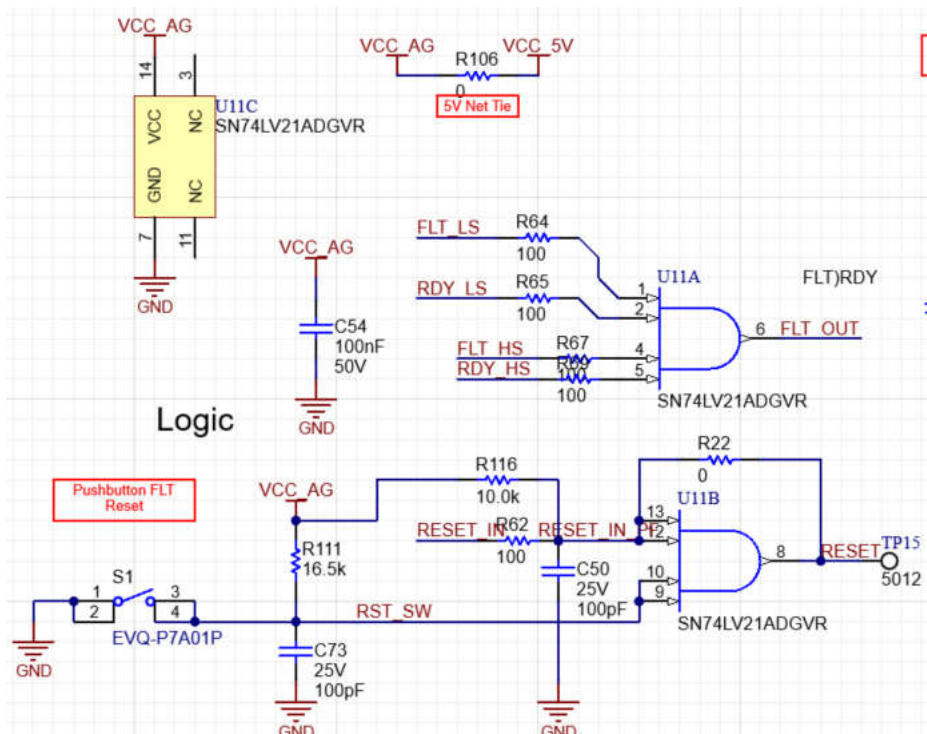 VCC_AG
14
3
VCC
NC
GND
NC
7
11
GND
U11C
SN74LV21ADGVR
VCC_AG
VCC_5V
R106
0
5V Net Tie
VCC_AG
C54
100nF
50V
GND
FLT_LS
R64
100
RDY_LS
R65
100
FLT_HS
R67
100
RDY_HS
R69
100
U11A
1
2
4
5
6
FLT)RDY
FLT_OUT
SN74LV21ADGVR
Logic
Pushbutton FLT
Reset
VCC_AG
R111
16.5k
R116
10.0k
R22
0
RESET_IN
R62
100
RESET_IN_PF
C50
25V
100pF
GND
U11B
13
12
10
9
8
RESET
TP15
5012
SN74LV21ADGVR
S1
1
2
3
4
EVQ-P7A01P
GND
RST_SW
C73
25V
100pF
GND